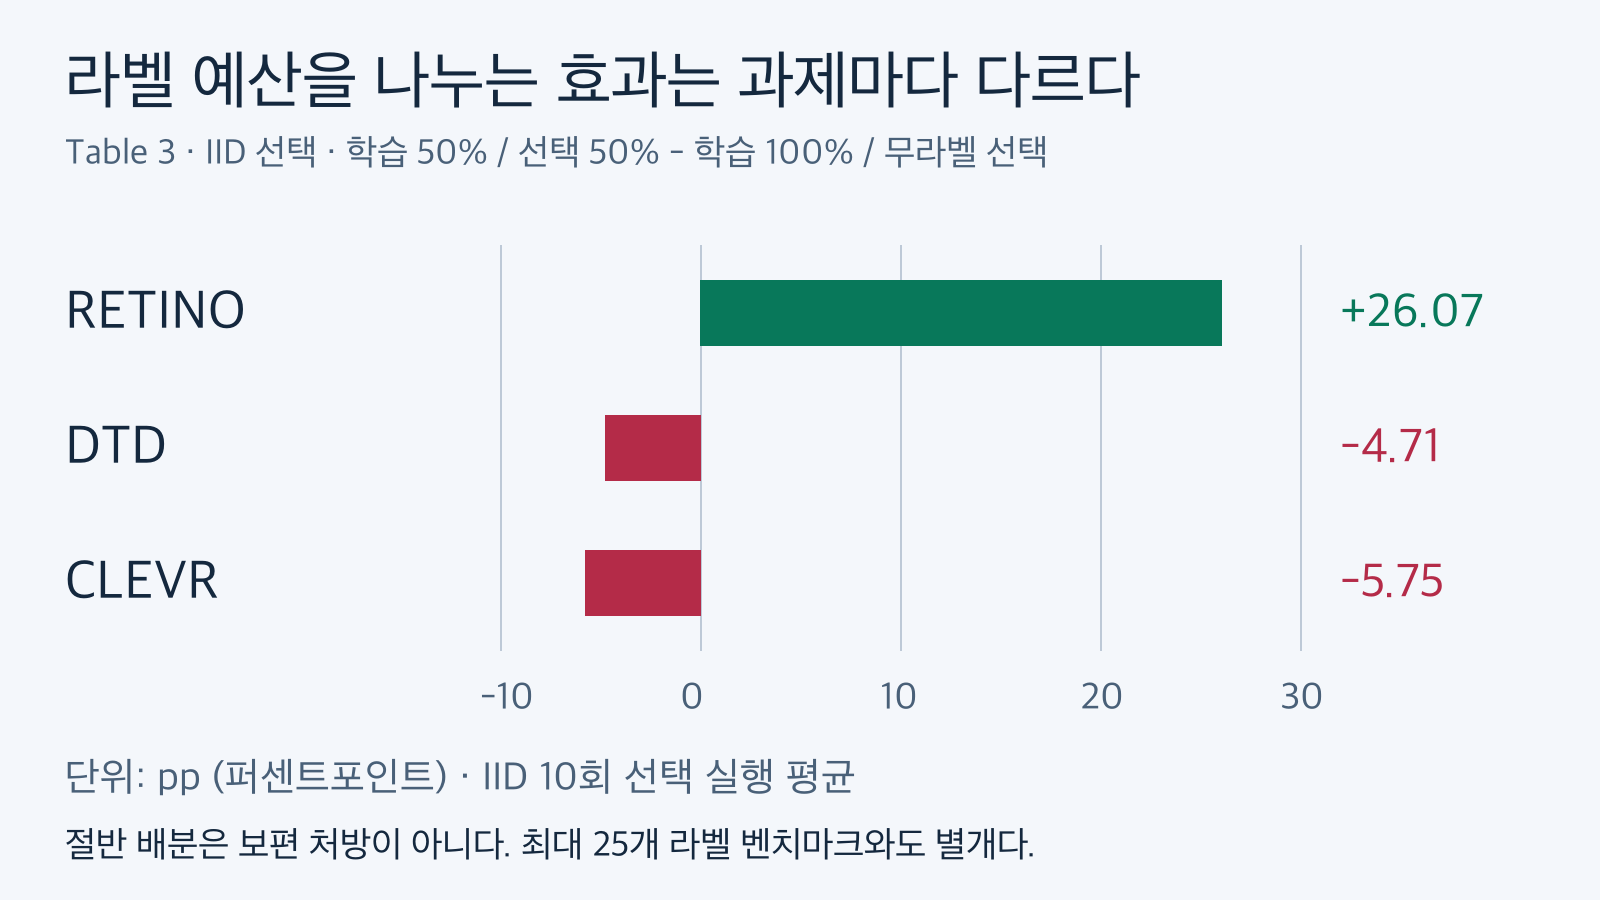 라벨 예산을 나누는 효과는 과제마다 다르다
Table 3 · IID 선택 · 학습 50% / 선택 50% − 학습 100% / 무라벨 선택
RETINO
+26.07
DTD
−4.71
CLEVR
−5.75
−10 0 10 20 30
단위: pp (퍼센트포인트) · IID 10회 선택 실행 평균
절반 배분은 보편 처방이 아니다. 최대 25개 라벨 벤치마크와도 별개다.